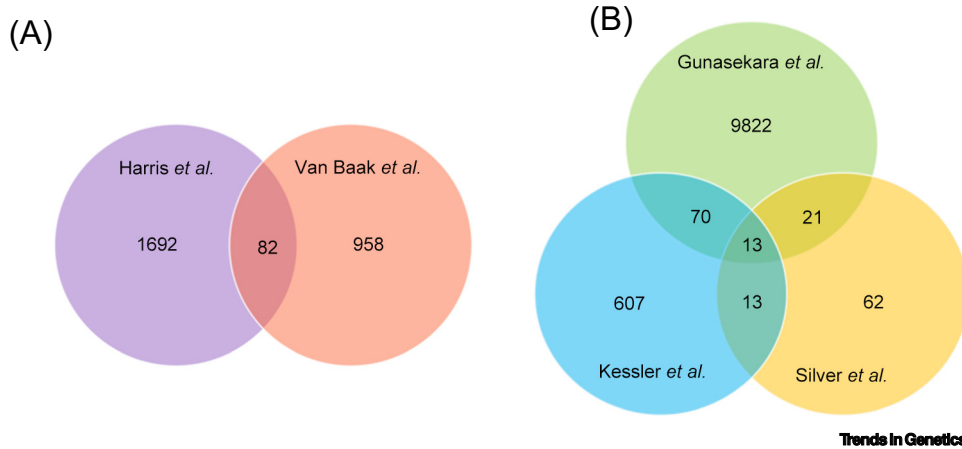 (A)
Harris et al.
Van Baak et al.
1692
82
958
(B)
Gunasekara et al.
9822
70
21
13
607
13
62
Kessler et al.
Silver et al.
Trends in Genetics